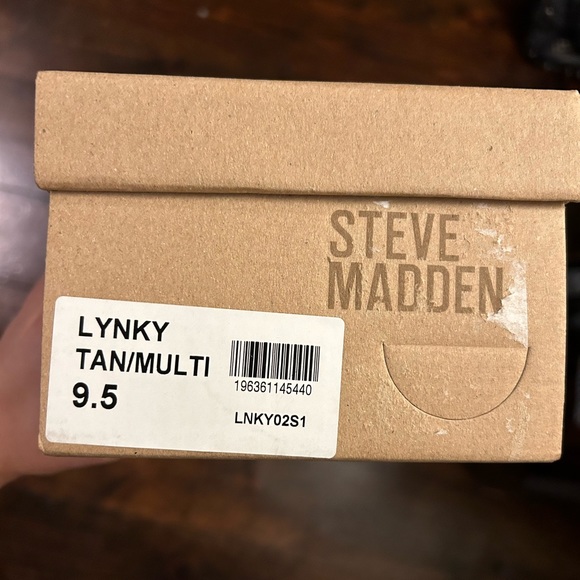 STEVE
MADDEN
LYNKY
TAN/MULTI
9.5
196361145440
LNKY02S1